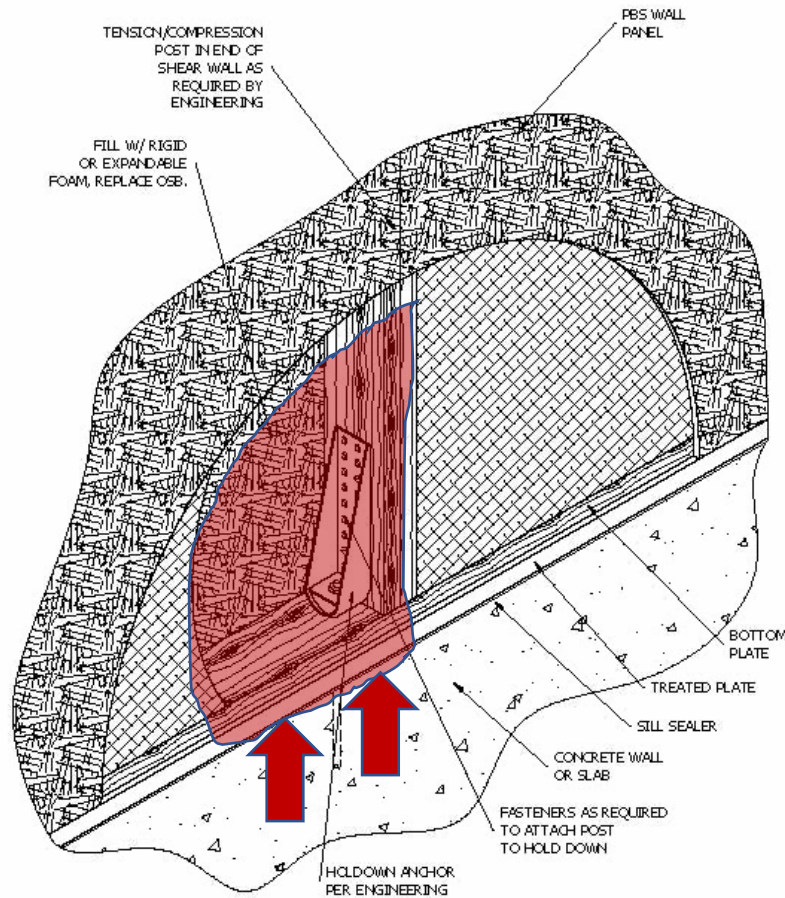 TENSION/COMPRESSION
POST IN END OF
SHEAR WALL AS
REQUIRED BY
ENGINEERING
PBS WALL
PANEL
FILL W/ RIGID
OR EXPANDABLE
FOAM, REPLACE OSB.
BOTTOM
PLATE
TREATED PLATE
SILL SEALER
CONCRETE WALL
OR SLAB
FASTENERS AS REQUIRED
TO ATTACH POST
TO HOLD DOWN
HOLDOWN ANCHOR
PER ENGINEERING